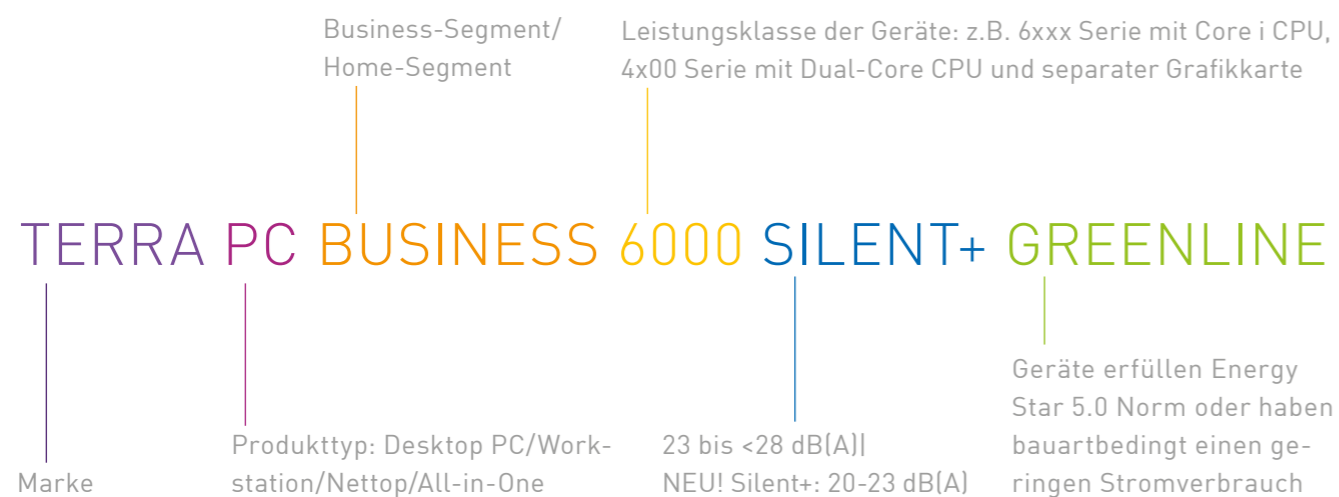 Business-Segment/
Home-Segment
Leistungsklasse der Geräte: z.B. 6xxx Serie mit Core i CPU,
4x00 Serie mit Dual-Core CPU und separater Grafikkarte
TERRA PC BUSINESS 6000 SILENT+ GREENLINE
Marke
Produkttyp: Desktop PC/Work-
station/Nettop/All-in-One
23 bis <28 dB(A)|
NEU! Silent+: 20-23 dB(A)
Geräte erfüllen Energy
Star 5.0 Norm oder haben
bauartbedingt einen ge-
ringen Stromverbrauch